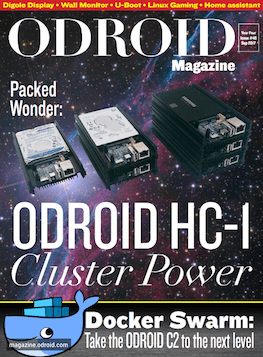 Digole Display • Wall Monitor • U-Boot • Linux Gaming • Home assistant
ODROID
Year Four
Issue #45
Sep 2017
Magazine
Packed
Wonder:
ODROID HC-1
Cluster Power
Docker Swarm:
Take the ODROID C2 to the next level
magazine.odroid.com